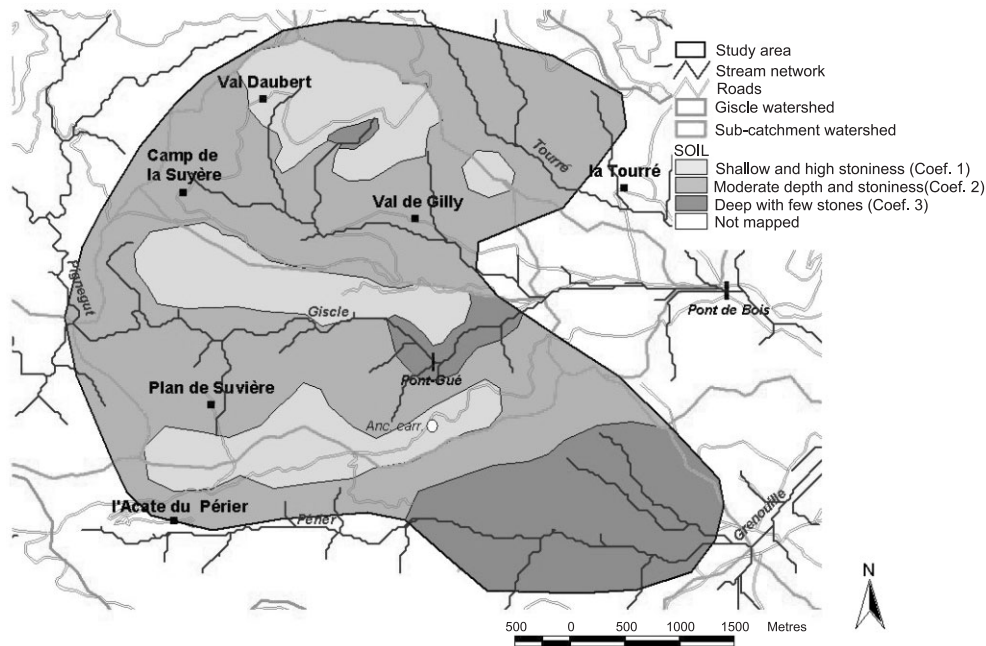 Study area
Stream network
Roads
Giscle watershed
Sub-catchment watershed
SOIL
Shallow and high stoniness (Coef. 1)
Moderate depth and stoniness(Coef. 2)
Deep with few stones (Coef. 3)
Not mapped
Val Daubert
Camp de
la Suyère
Tourré
la Tourré
Val de Gilly
Pignegut
Giscle
Pont de Bois
Pont-Gué
Plan de Suvière
Anc. carr.
l'Acate du Périer
Péner
Grenouille
N
500 0 500 1000 1500 Metres